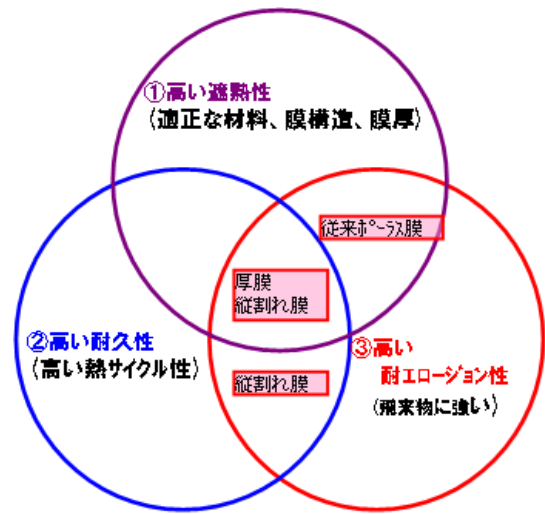 ①高い遮熱性
(適正な材料、膜構造、膜厚)
従来ポーラス膜
厚膜
縦割れ膜
②高い耐久性
(高い熱サイクル性)
③高い
耐エロージョン性
(飛来物に強い)
縦割れ膜